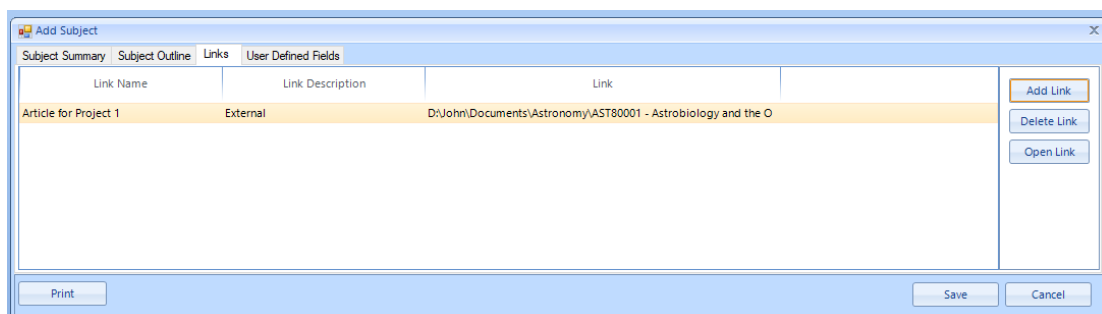 Add Subject
Subject Summary Subject Outline Links User Defined Fields
Link Name Link Description Link
Add Link
Article for Project 1 External D:\John\Documents\Astronomy\AST80001 - Astrobiology and the O
Delete Link
Open Link
Print Save Cancel